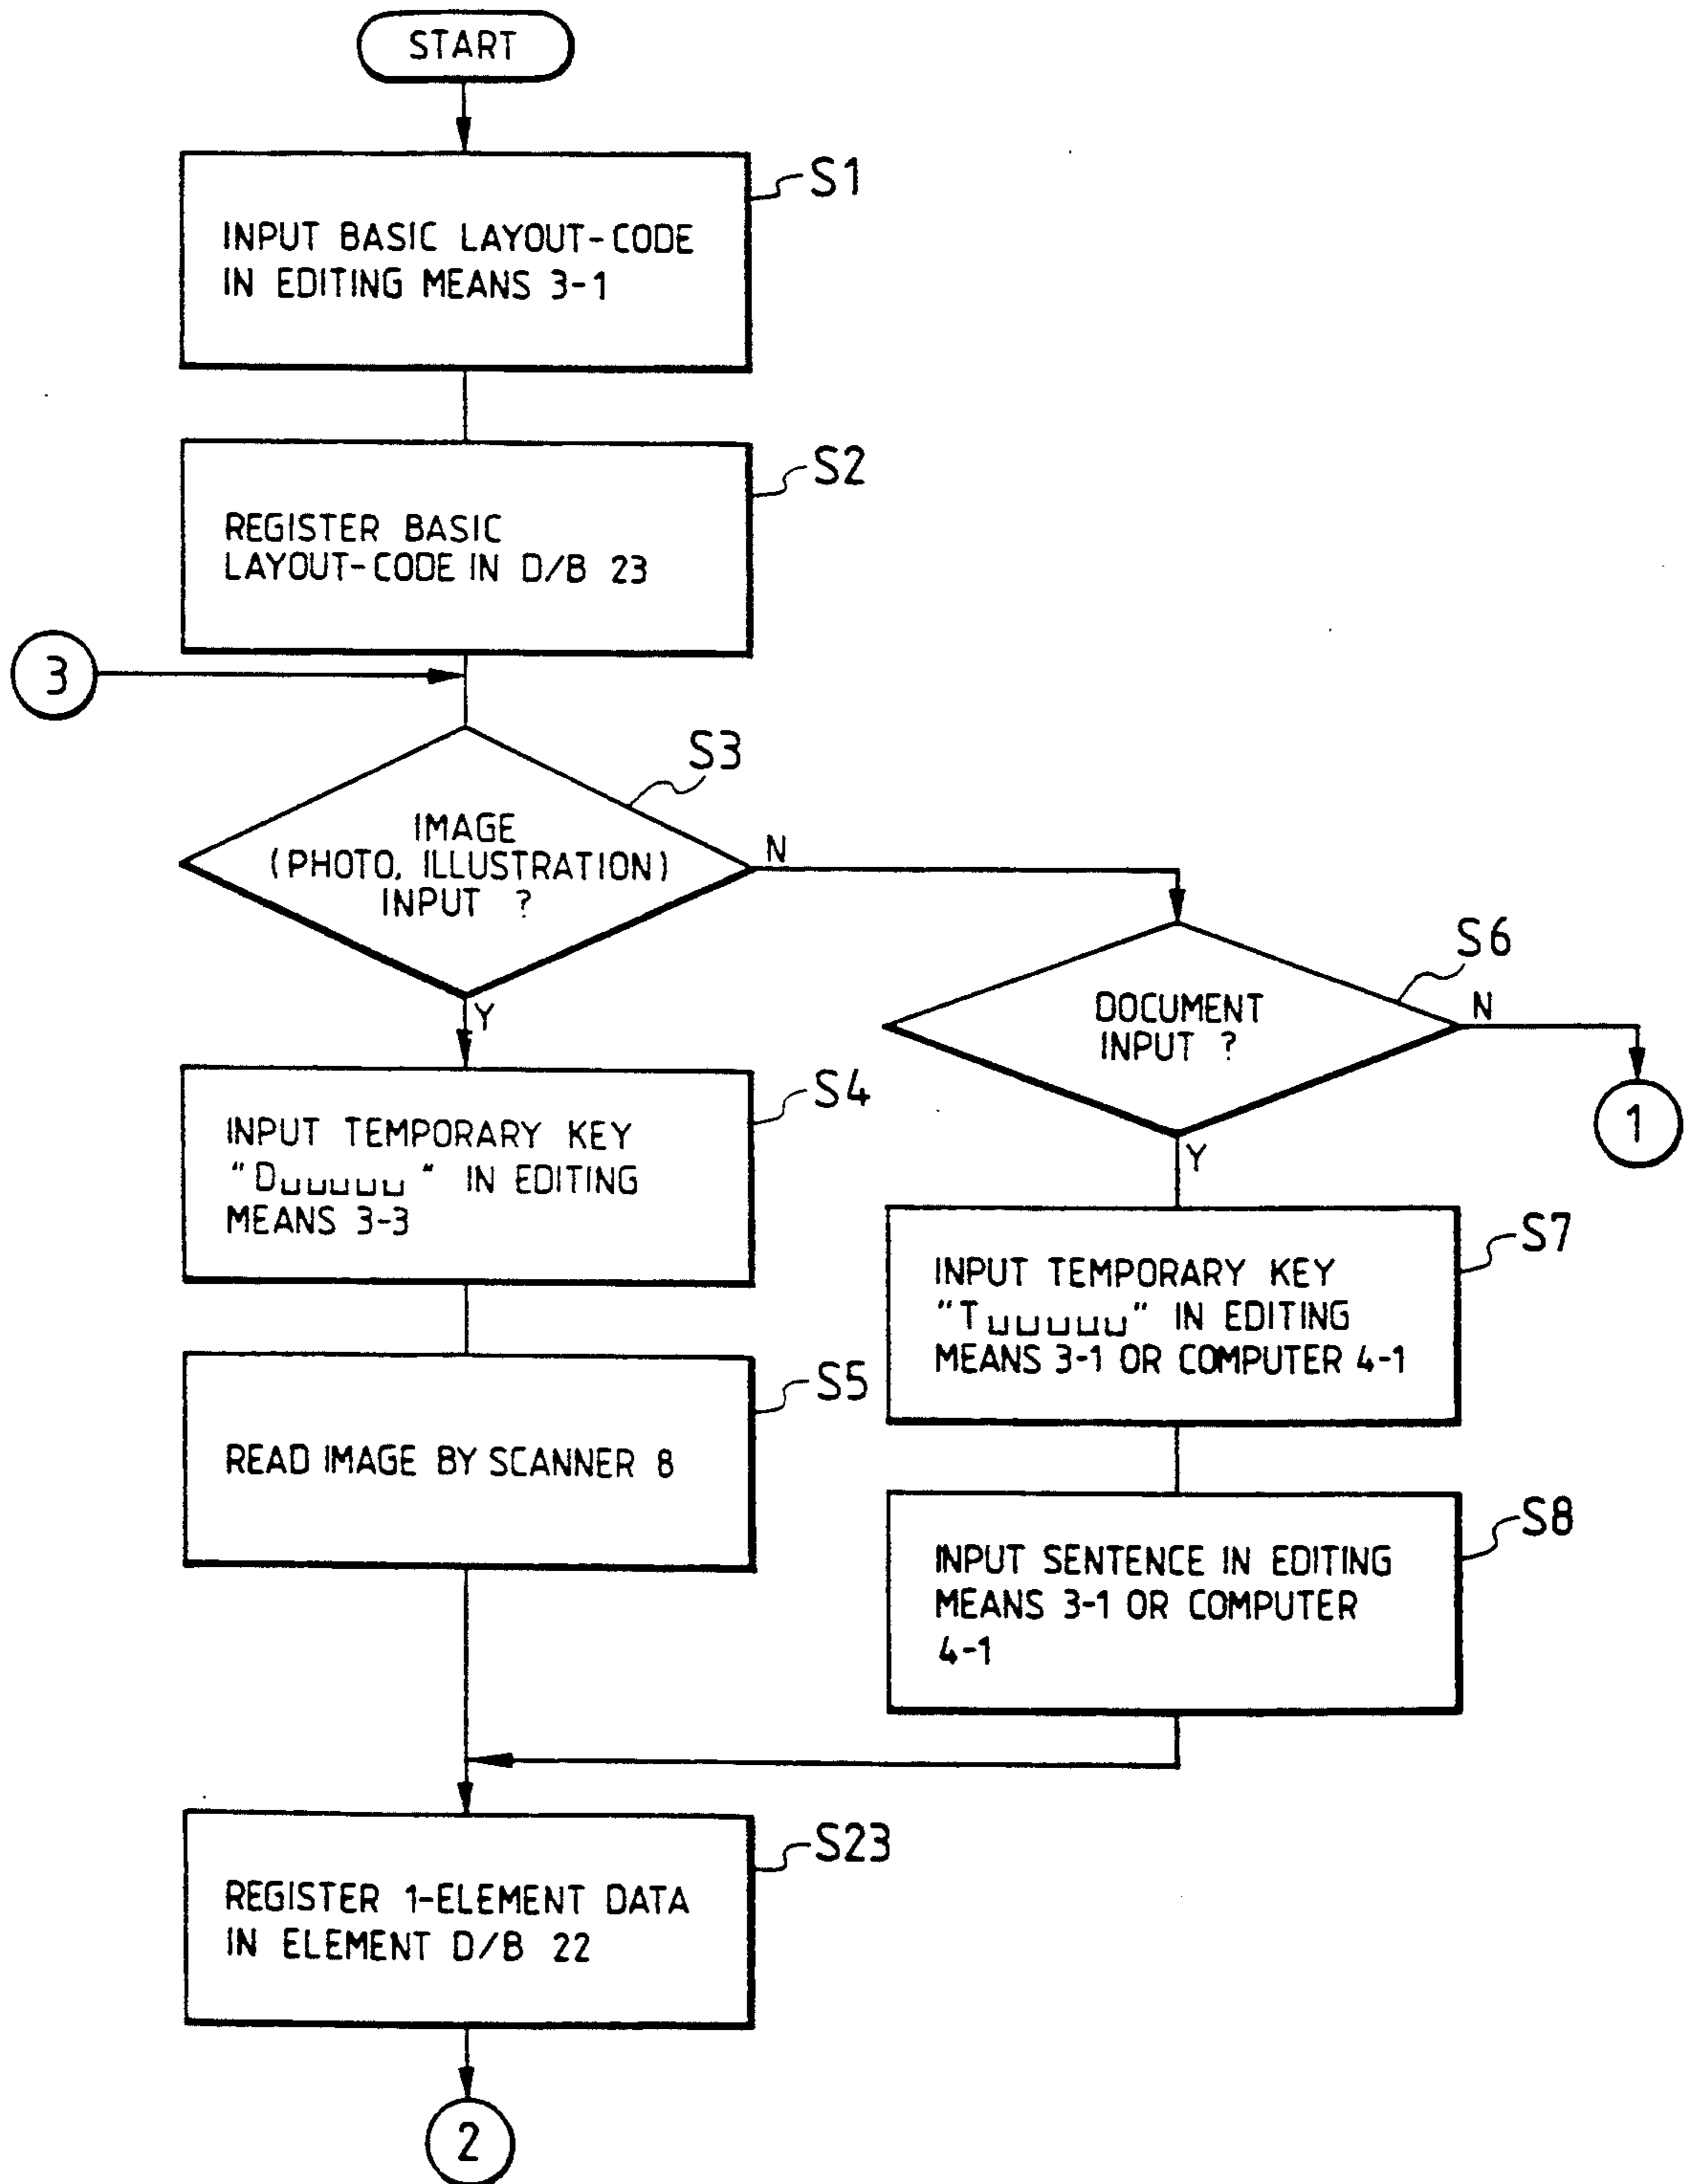 START
S1
INPUT BASIC LAYOUT-CODE
IN EDITING MEANS 3-1
S2
REGISTER BASIC
LAYOUT-CODE IN D/B 23
3
S3
IMAGE
(PHOTO, ILLUSTRATION)
INPUT ?
N
Y
S6
DOCUMENT
INPUT ?
N
1
Y
S4
INPUT TEMPORARY KEY
"D␣␣␣␣␣" IN EDITING
MEANS 3-3
S7
INPUT TEMPORARY KEY
"T␣␣␣␣␣" IN EDITING
MEANS 3-1 OR COMPUTER 4-1
S5
READ IMAGE BY SCANNER 8
S8
INPUT SENTENCE IN EDITING
MEANS 3-1 OR COMPUTER
4-1
S23
REGISTER 1-ELEMENT DATA
IN ELEMENT D/B 22
2